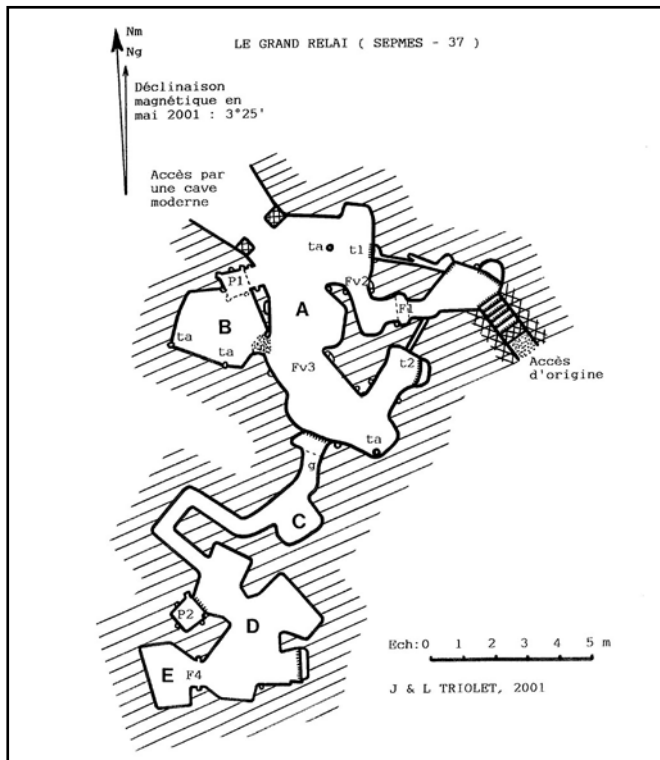 LE GRAND RELAI ( SEPMES - 37 )
Nm
Ng
Déclinaison
magnétique en
mai 2001 : 3°25'
Accès par
une cave
moderne
ta
t1
P1
Fv2
A
F1
B
ta
ta
Fv3
t2
Accès
d'origine
ta
g
C
P2
D
E
F4
Ech: 0 1 2 3 4 5 m
J & L TRIOLET, 2001